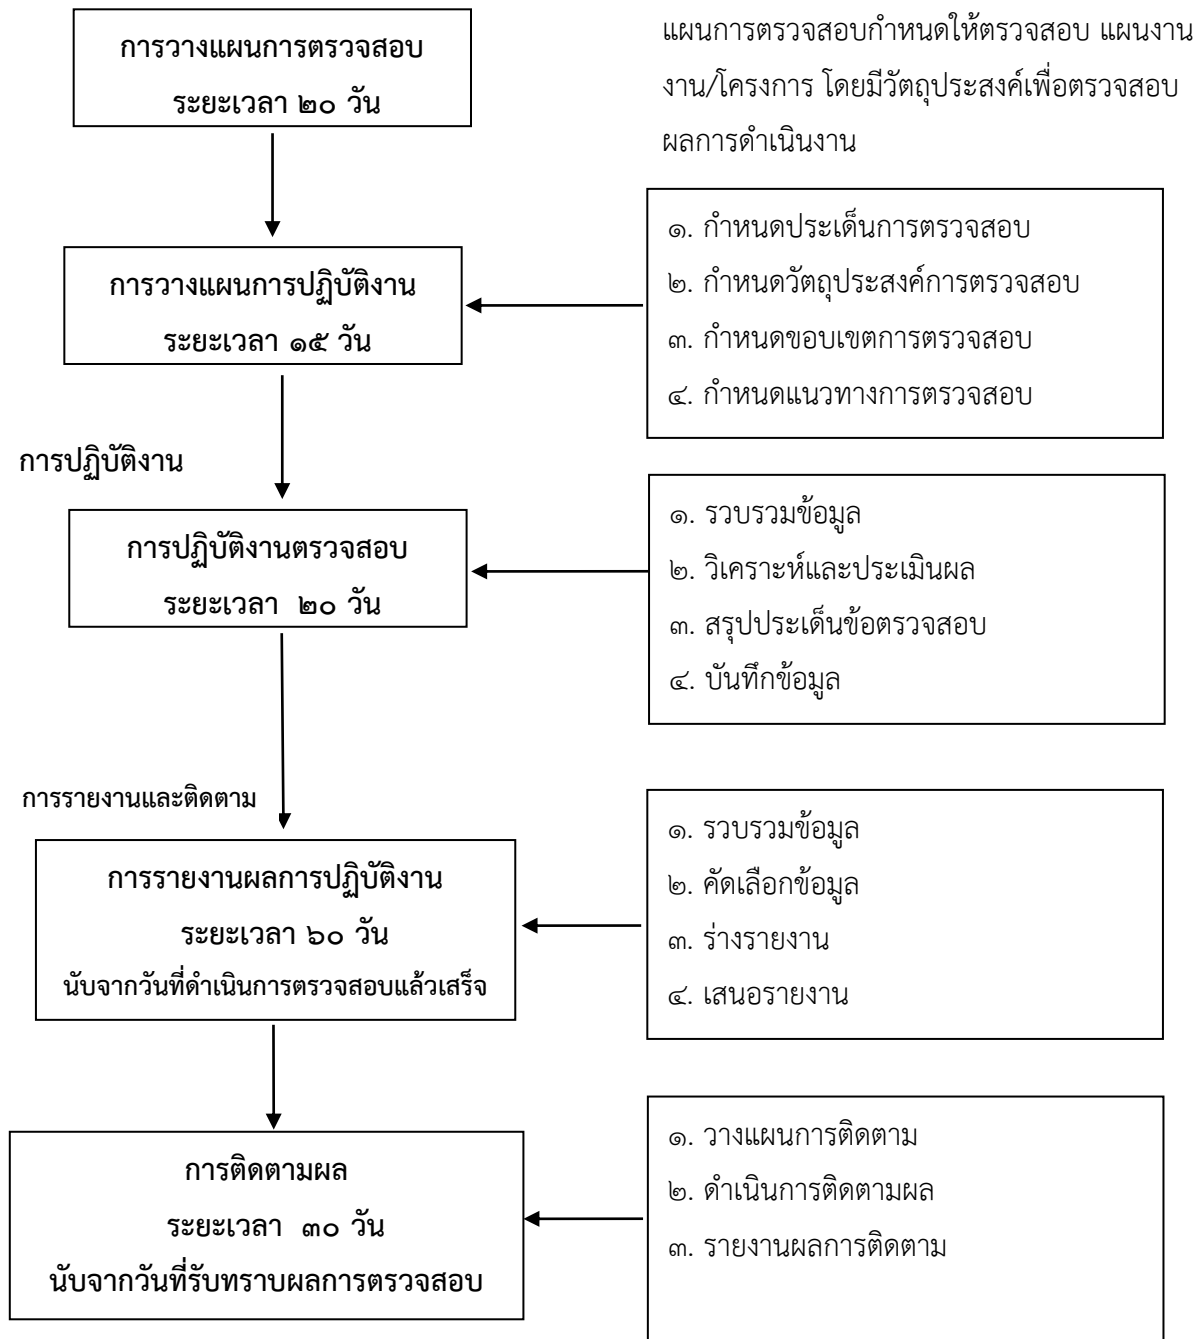 การวางแผนการตรวจสอบ
ระยะเวลา ๒๐ วัน
แผนการตรวจสอบกำหนดให้ตรวจสอบ แผนงาน
งาน/โครงการ โดยมีวัตถุประสงค์เพื่อตรวจสอบ
ผลการดำเนินงาน
การวางแผนการปฏิบัติงาน
ระยะเวลา ๑๕ วัน
๑. กำหนดประเด็นการตรวจสอบ
๒. กำหนดวัตถุประสงค์การตรวจสอบ
๓. กำหนดขอบเขตการตรวจสอบ
๔. กำหนดแนวทางการตรวจสอบ
การปฏิบัติงาน
การปฏิบัติงานตรวจสอบ
ระยะเวลา ๒๐ วัน
๑. รวบรวมข้อมูล
๒. วิเคราะห์และประเมินผล
๓. สรุปประเด็นข้อตรวจสอบ
๔. บันทึกข้อมูล
การรายงานและติดตาม
การรายงานผลการปฏิบัติงาน
ระยะเวลา ๖๐ วัน
นับจากวันที่ดำเนินการตรวจสอบแล้วเสร็จ
๑. รวบรวมข้อมูล
๒. คัดเลือกข้อมูล
๓. ร่างรายงาน
๔. เสนอรายงาน
การติดตามผล
ระยะเวลา ๓๐ วัน
นับจากวันที่รับทราบผลการตรวจสอบ
๑. วางแผนการติดตาม
๒. ดำเนินการติดตามผล
๓. รายงานผลการติดตาม